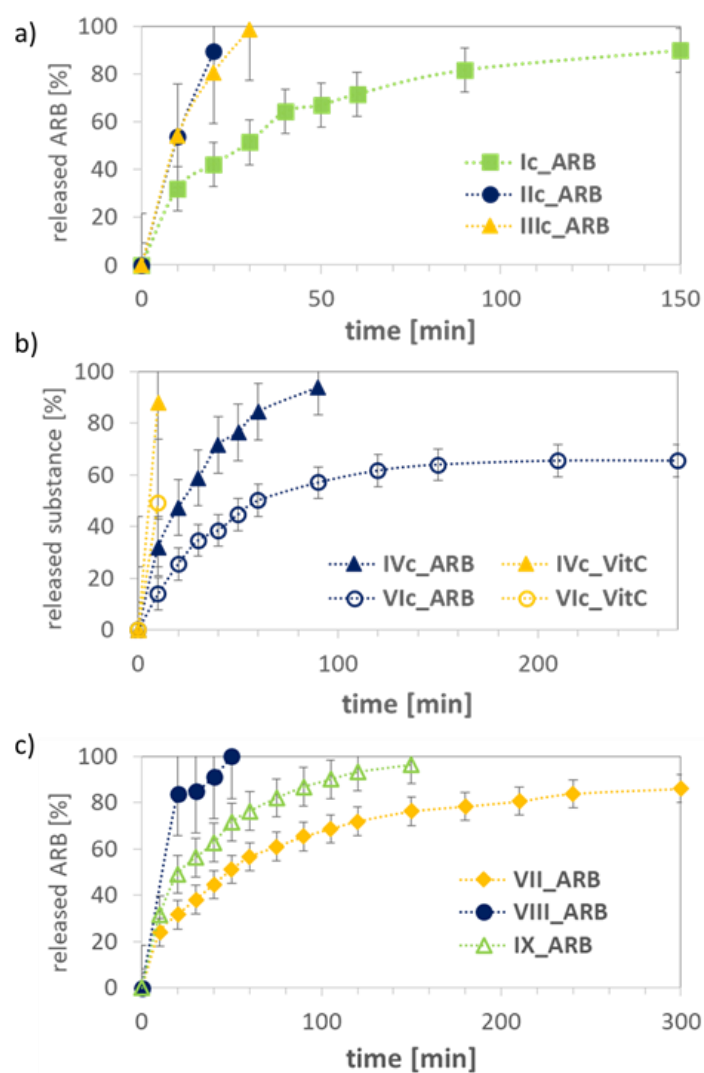 a)
released ARB [%]
100
80
60
40
20
0
Ic_ARB
IIc_ARB
IIIc_ARB
0 50 100 150
time [min]
b)
released substance [%]
100
80
60
40
20
0
IVc_ARB IVc_VitC
VIc_ARB VIc_VitC
0 100 200
time [min]
c)
released ARB [%]
100
80
60
40
20
0
VII_ARB
VIII_ARB
IX_ARB
0 100 200 300
time [min]